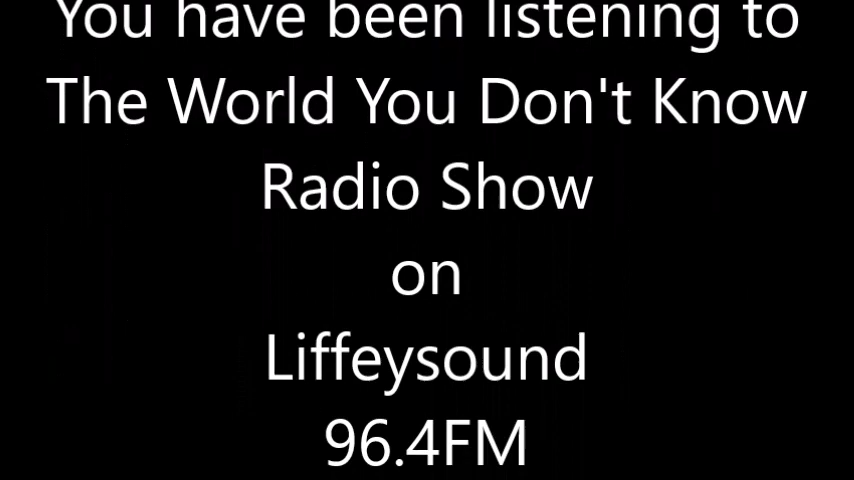 You have been listening to
The World You Don't Know
Radio Show
on
Liffeysound
96.4FM